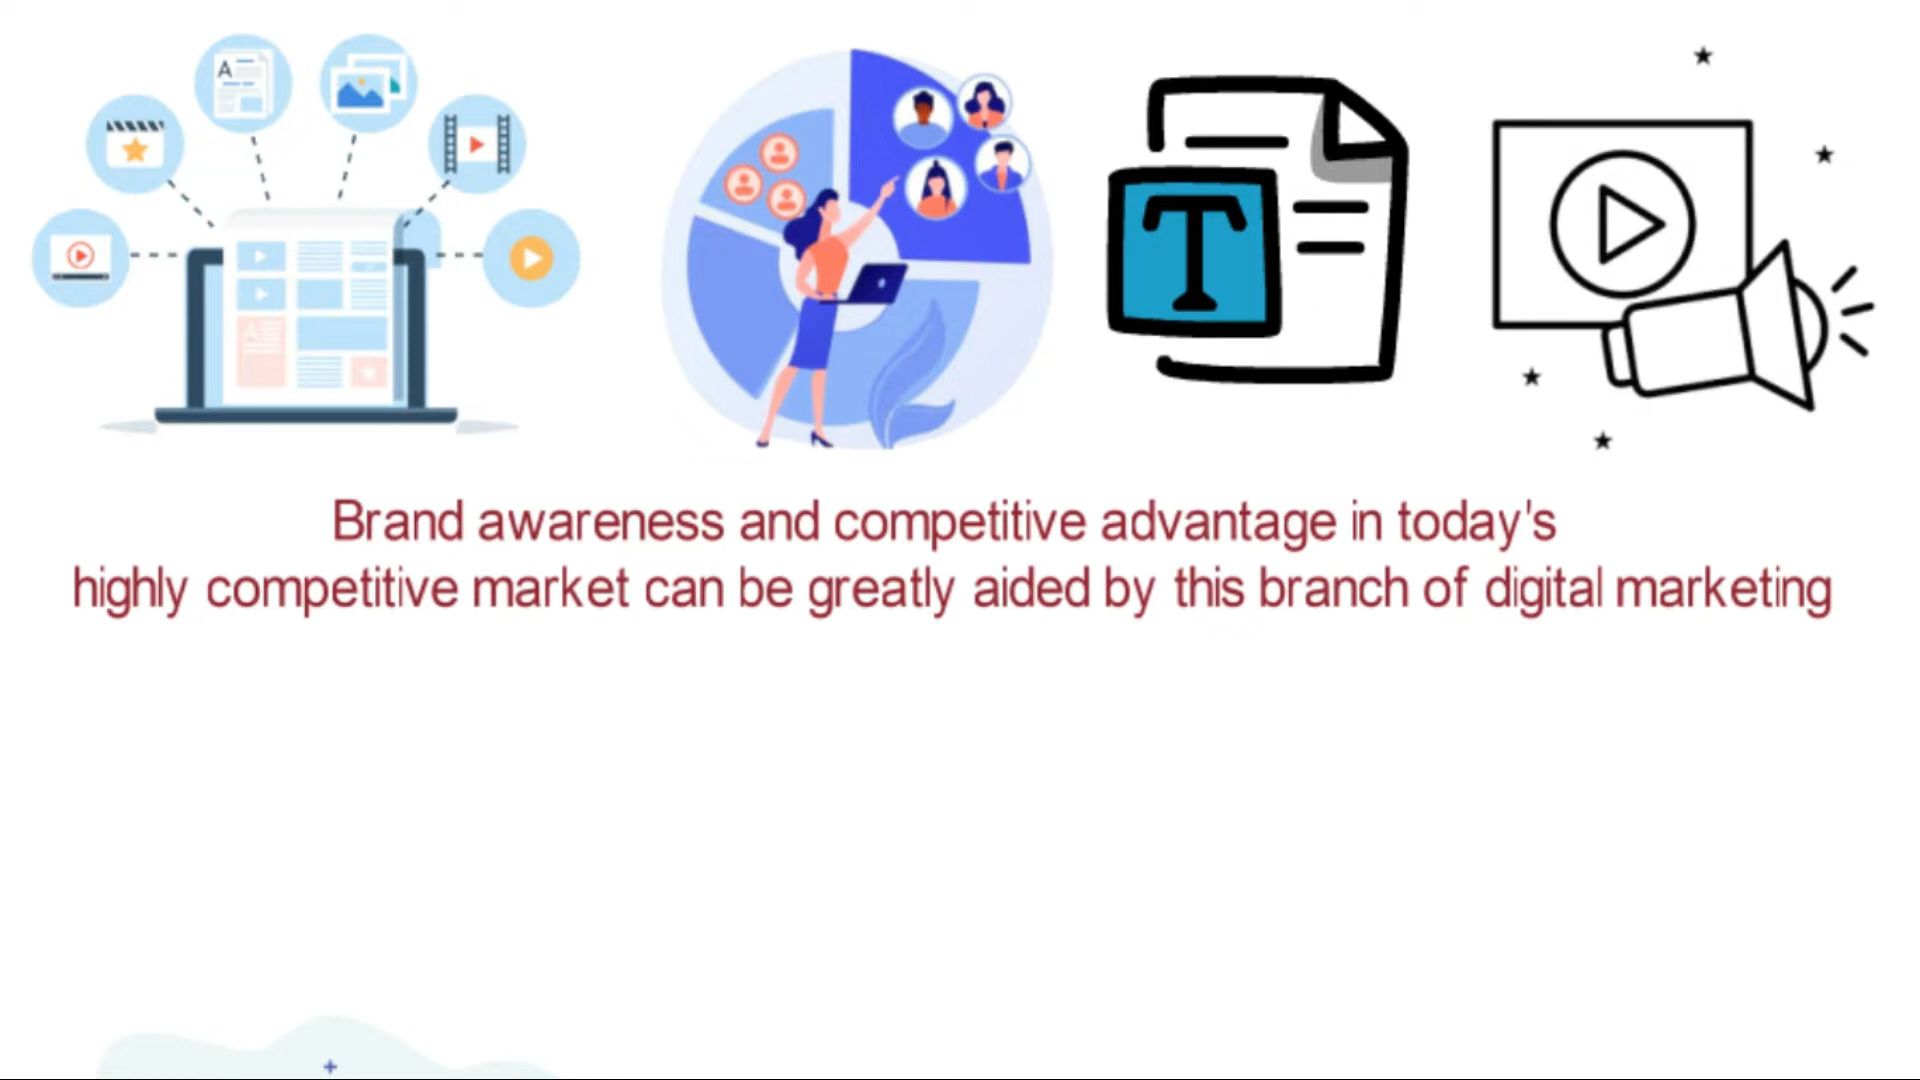 A
T
Brand awareness and competitive advantage in today's
highly competitive market can be greatly aided by this branch of digital marketing